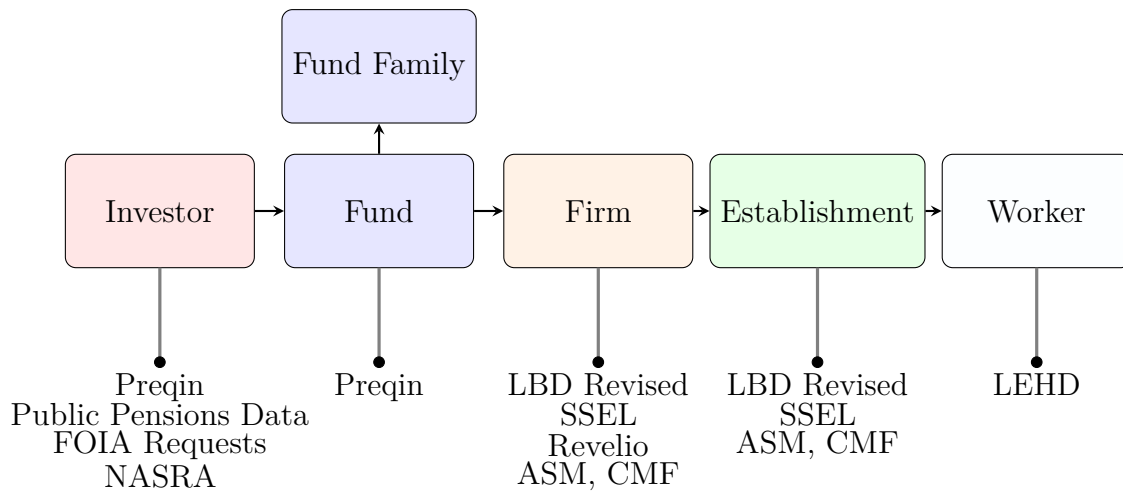 Fund Family
Investor
Fund
Firm
Establishment
Worker
Preqin
Public Pensions Data
FOIA Requests
NASRA
Preqin
LBD Revised
SSEL
Revelio
ASM, CMF
LBD Revised
SSEL
ASM, CMF
LEHD